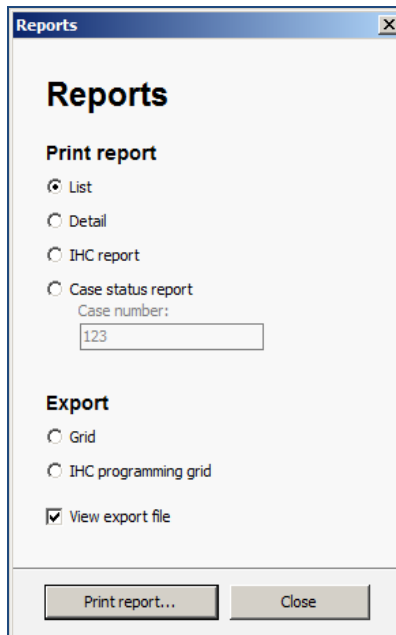 Reports
Reports
Print report
List
Detail
IHC report
Case status report
Case number:
123
Export
Grid
IHC programming grid
View export file
Print report... Close